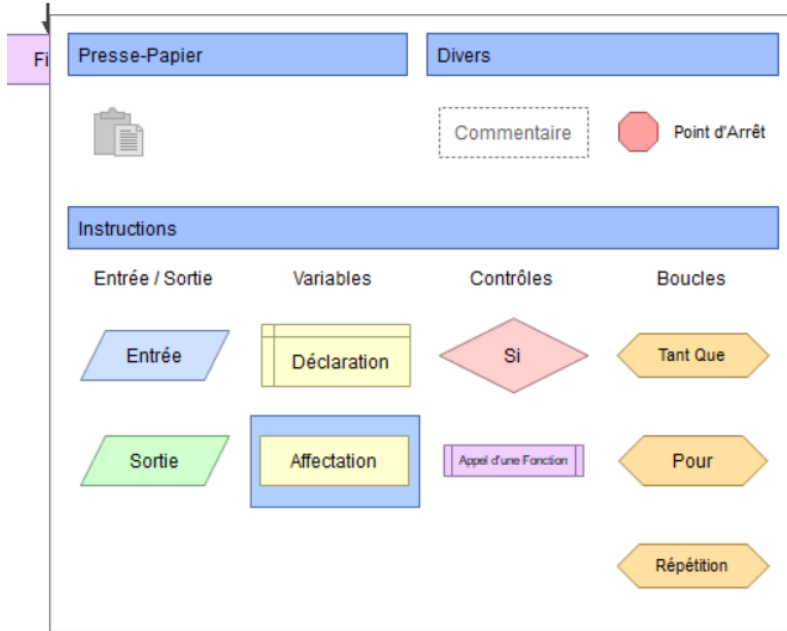 Fi
Presse-Papier
Divers
Commentaire
Point d'Arrêt
Instructions
Entrée / Sortie
Variables
Contrôles
Boucles
Entrée
Déclaration
Si
Tant Que
Sortie
Affectation
Appel d'une Fonction
Pour
Répétition